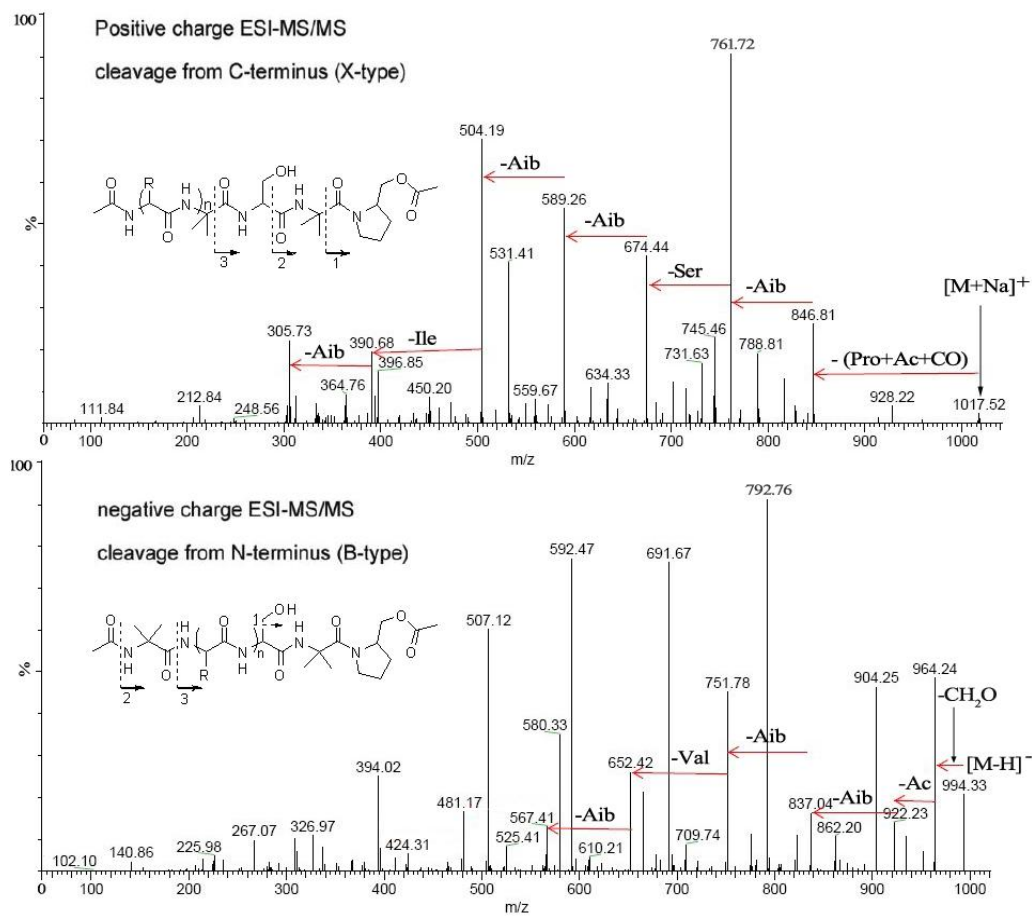 100
Positive charge ESI-MS/MS
cleavage from C-terminus (X-type)
761.72
504.19
-Aib
589.26
-Aib
674.44
531.41
-Ser
[M+Na]+
-Aib
846.81
%
305.73
390.68
-Ile
-Aib
396.85
745.46
788.81
731.63
- (Pro+Ac+CO)
364.76
450.20
559.67
634.33
928.22
1017.52
212.84
248.56
111.84
O
R
O
H
N
O
OH
H
N
O
O
O
N
H
O
n
N
H
O
N
3
2
1
0
100
200
300
400
500
600
700
800
900
1000
m/z
100
negative charge ESI-MS/MS
cleavage from N-terminus (B-type)
792.76
592.47
691.67
507.12
580.33
751.78
904.25
964.24
-CH2O
-Aib
-Val
652.42
[M-H]-
-Ac
-Aib
994.33
837.04
922.23
%
394.02
481.17
567.41
-Aib
525.41
610.21
709.74
862.20
267.07
326.97
424.31
225.98
140.86
102.10
O
H
N
O
H
N
1
OH
H
N
O
O
O
N
H
O
R
n
O
N
2
3
0
100
200
300
400
500
600
700
800
900
1000
m/z